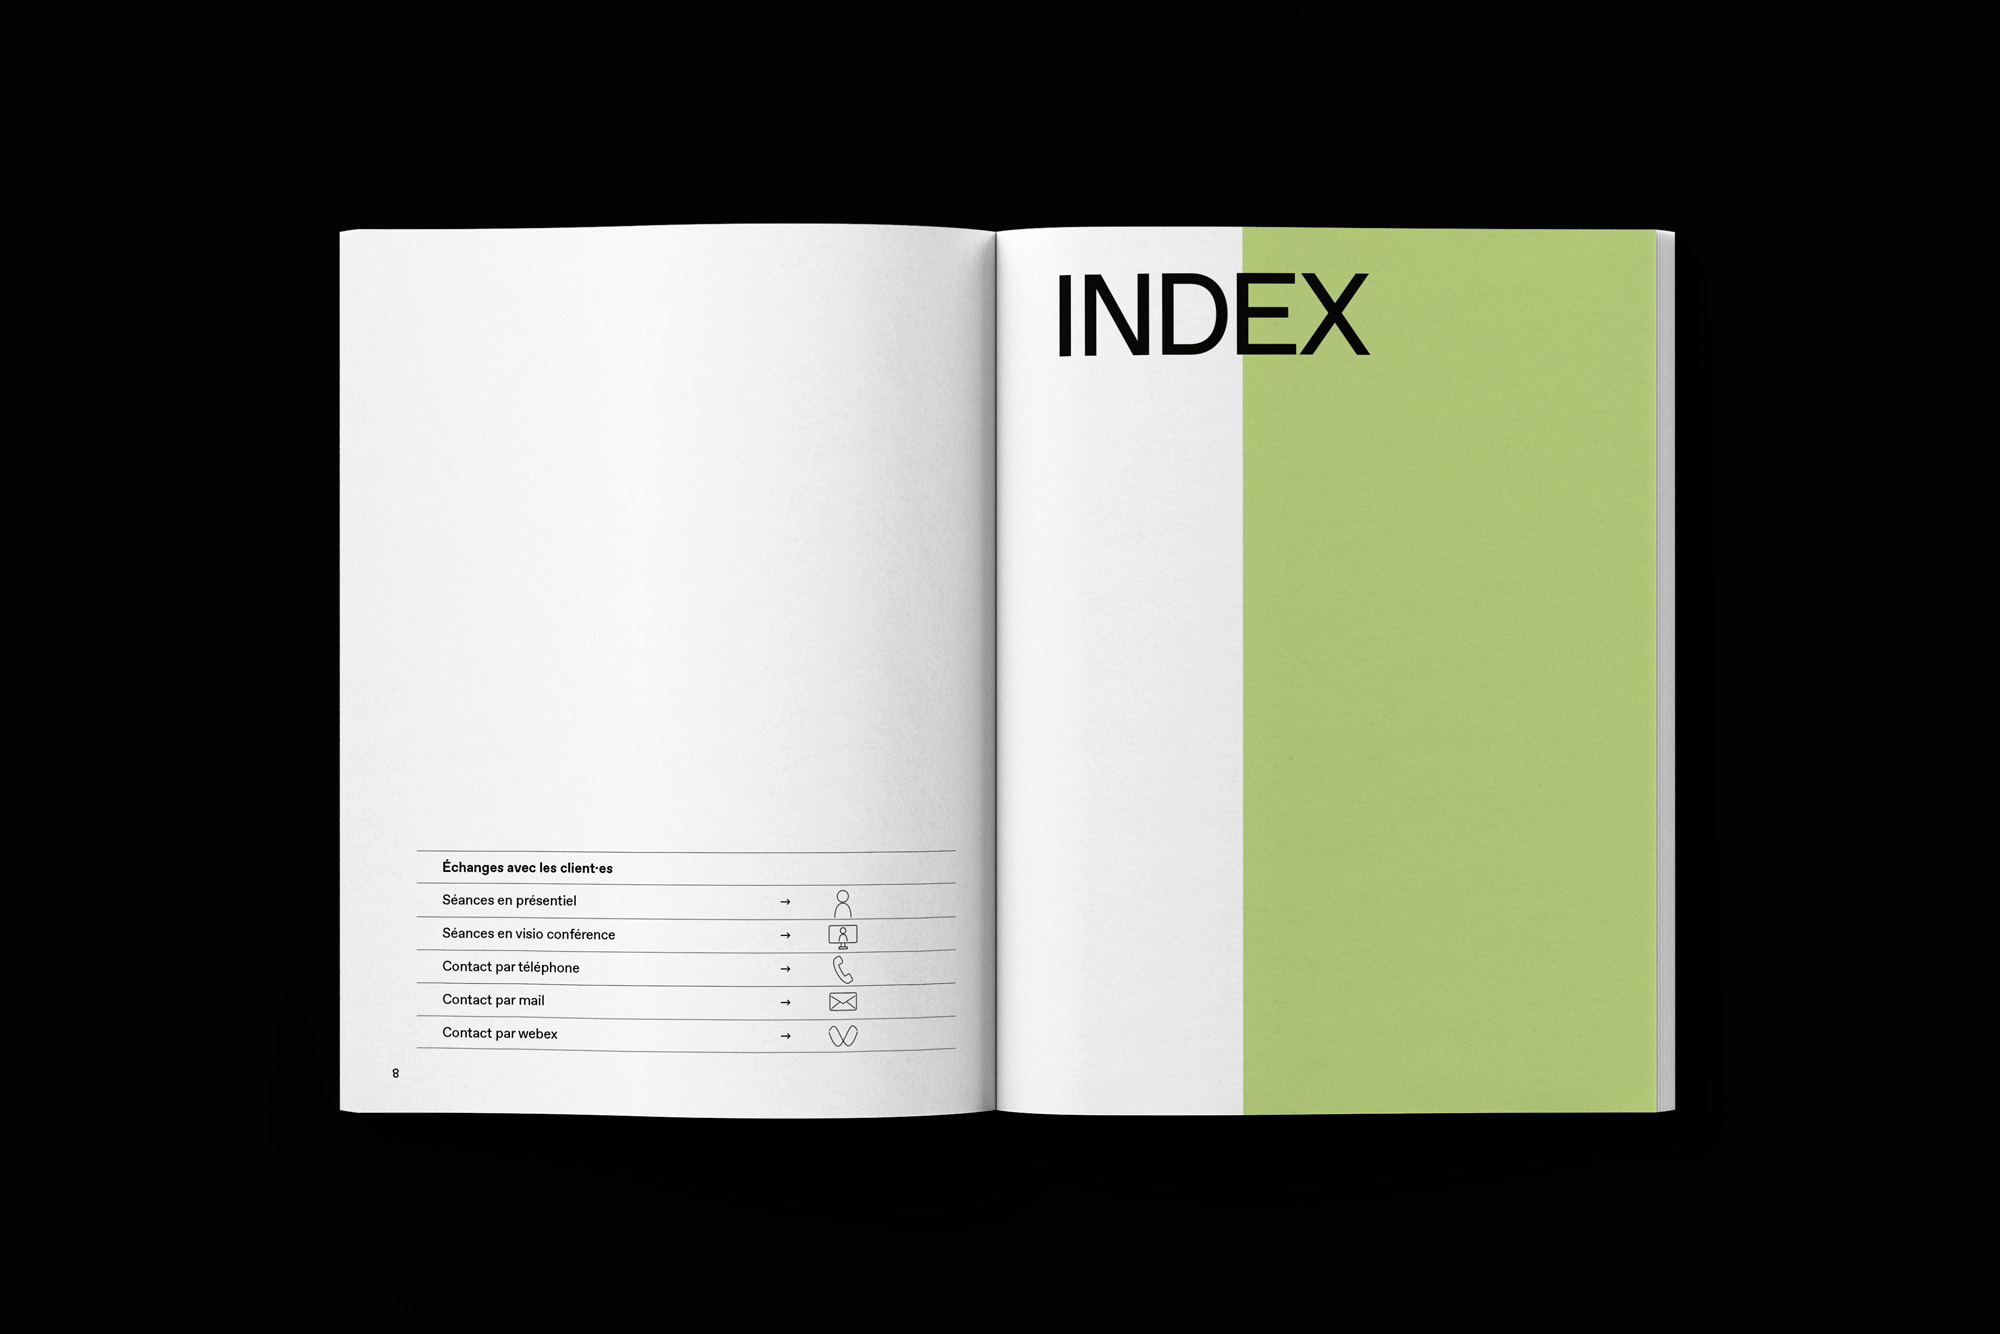 Échanges avec les client·es
Séances en présentiel →
Séances en visio conférence →
Contact par téléphone →
Contact par mail →
Contact par webex →
8
INDEX